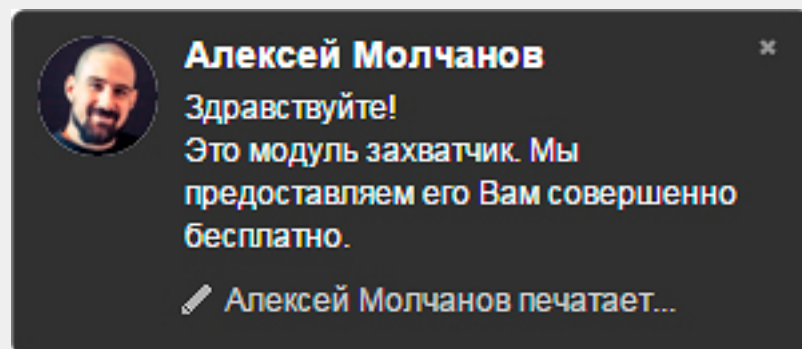 Алексей Молчанов
Здравствуйте!
Это модуль захватчик. Мы
предоставляем его Вам совершенно
бесплатно.
Алексей Молчанов печатает...